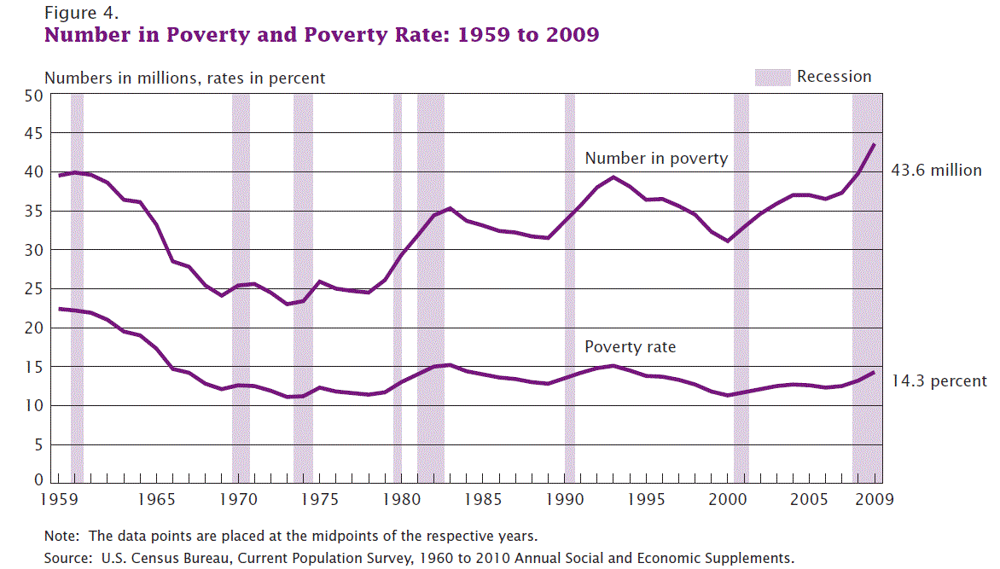 Figure 4.
Number in Poverty and Poverty Rate: 1959 to 2009
Numbers in millions, rates in percent
Recession
50
45
Number in poverty
40
43.6 million
35
30
25
20
Poverty rate
15
14.3 percent
10
5
0
1959 1965 1970 1975 1980 1985 1990 1995 2000 2005 2009
Note: The data points are placed at the midpoints of the respective years.
Source: U.S. Census Bureau, Current Population Survey, 1960 to 2010 Annual Social and Economic Supplements.